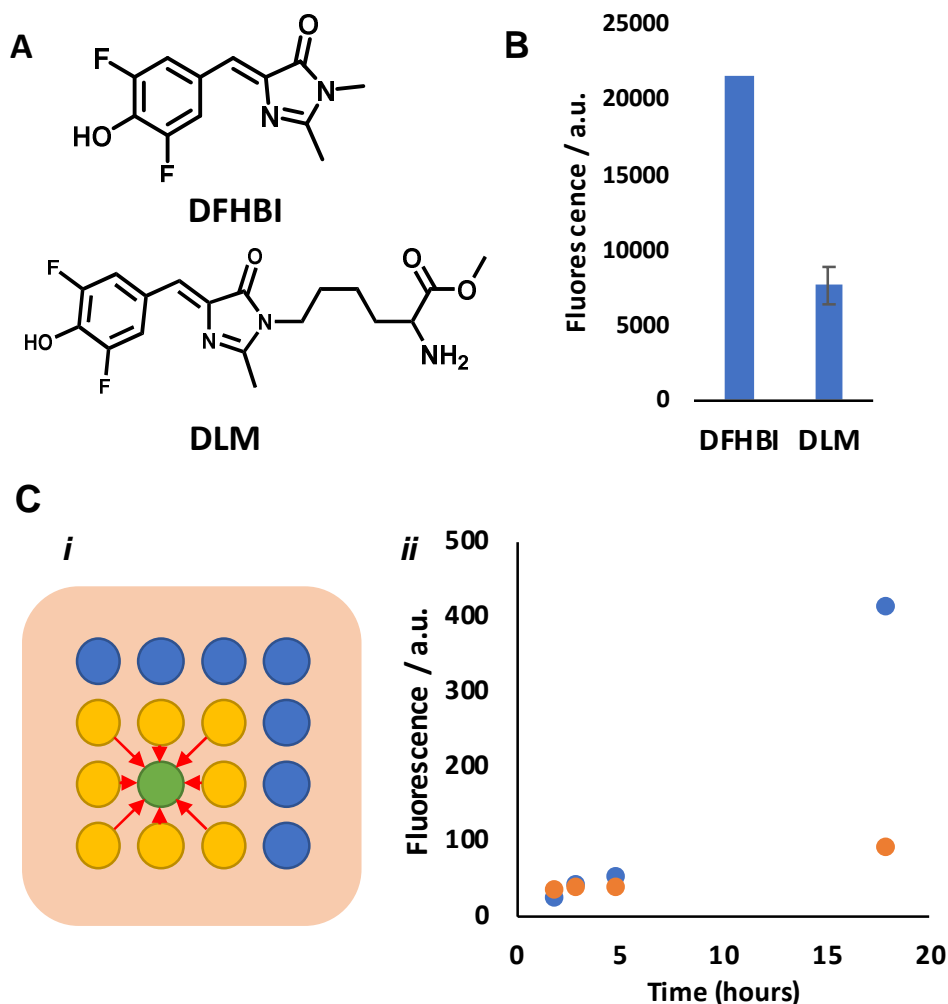 A
O
F
N
N
HO
F
DFHBI
F
O
O
O
N
N
HO
NH₂
F
DLM
B
Fluorescence / a.u.
25000
20000
15000
10000
5000
0
DFHBI DLM
C
i
ii
Fluorescence / a.u.
500
400
300
200
100
0
0 5 10 15 20
Time (hours)